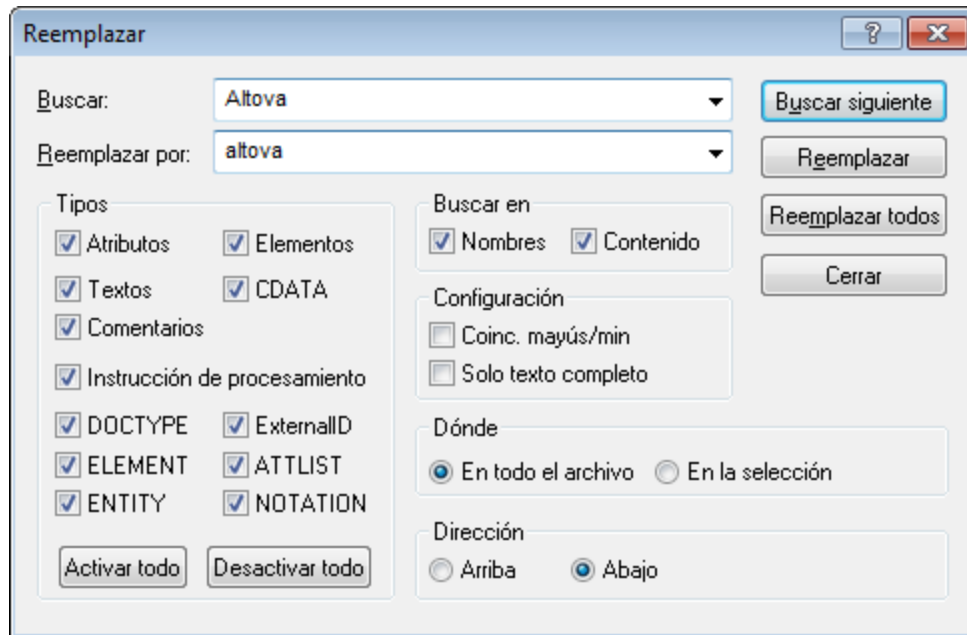 Reemplazar
Buscar: Altova Buscar siguiente
Reemplazar por: altova Reemplazar
Reemplazar todos
Cerrar
Tipos
Atributos Elementos
Textos CDATA
Comentarios
Instrucción de procesamiento
DOCTYPE ExternalID
ELEMENT ATTLIST
ENTITY NOTATION
Activar todo Desactivar todo
Buscar en
Nombres Contenido
Configuración
Coinc. mayús/min
Solo texto completo
Dónde
En todo el archivo En la selección
Dirección
Arriba Abajo